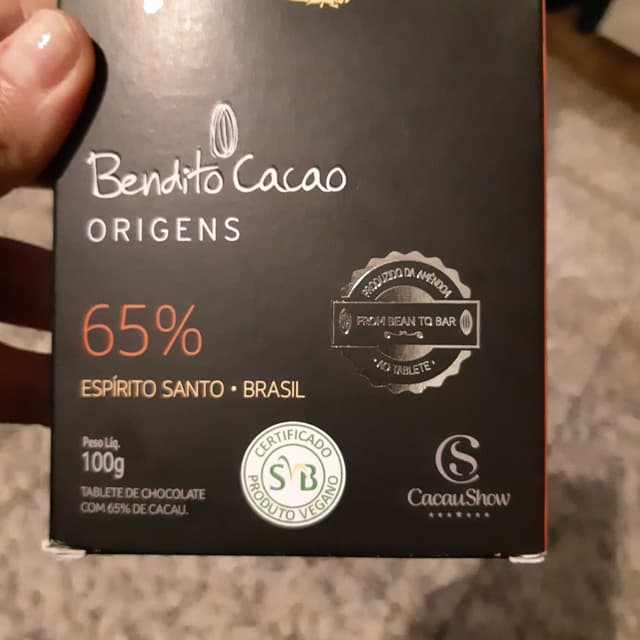 Bendito Cacao
ORIGENS
65%
ESPÍRITO SANTO • BRASIL
PRODUZIDO DA AMÊNDOA
FROM BEAN TO BAR
• AO TABLETE •
Peso Líq.
100g
TABLETE DE CHOCOLATE
COM 65% DE CACAU.
CERTIFICADO
SVB
PRODUTO VEGANO
CS
CacauShow